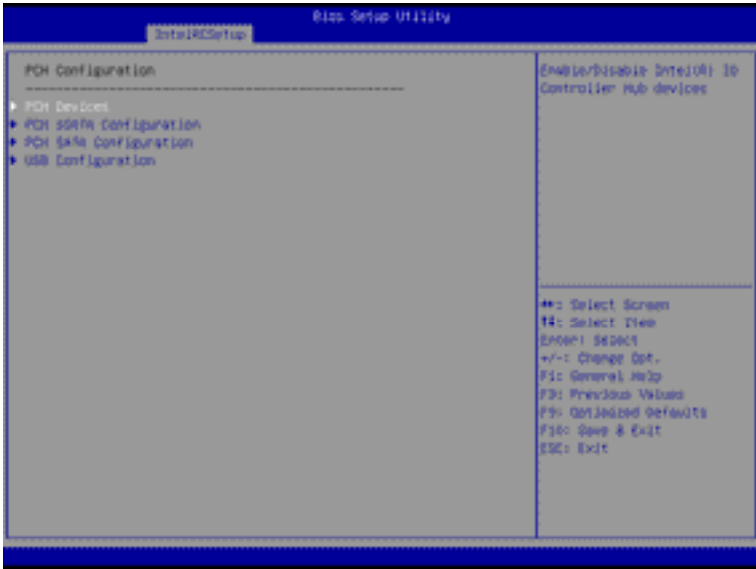 Bios Setup Utility
IntelRCSetup
PCH Configuration
--------------------------------------------------
PCH Devices
PCH sSATA Configuration
PCH SATA Configuration
USB Configuration
Enable/Disable Intel(R) IO
Controller Hub devices
→←: Select Screen
↑↓: Select Item
Enter: Select
+/-: Change Opt.
F1: General Help
F3: Previous Values
F9: Optimized Defaults
F10: Save & Exit
ESC: Exit